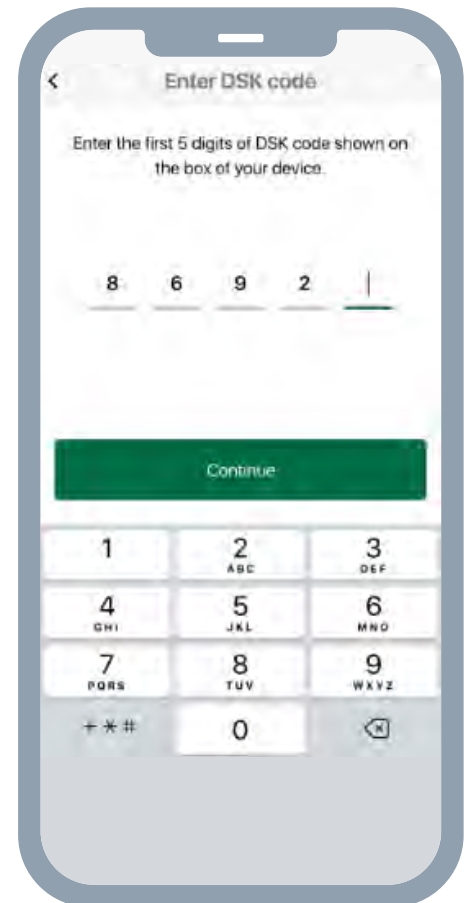 Enter DSK code
Enter the first 5 digits of DSK code shown on
the box of your device.
8 6 9 2
Continue
1 2 3
ABC DEF
4 5 6
GHI JKL MNO
7 8 9
PQRS TUV WXYZ
+ * # 0